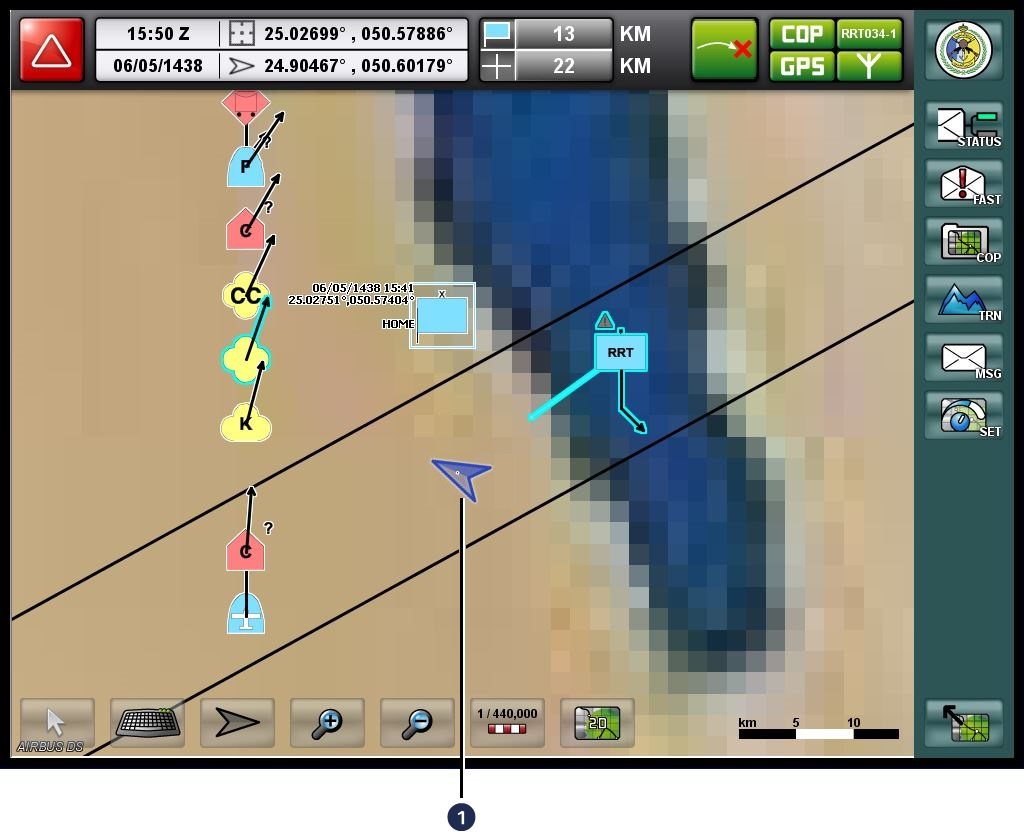 15:50 Z 25.02699° , 050.57886° 13 KM COP RRT034-1
06/05/1438 24.90467° , 050.60179° 22 KM GPS
STATUS
FAST
COP
TRN
MSG
SET
?
F
?
C
CC
06/05/1438 15:41
25.02751°,050.57404°
X
HOME
RRT
K
?
C
1 / 440,000
2D
AIRBUS DS
km 5 10
1